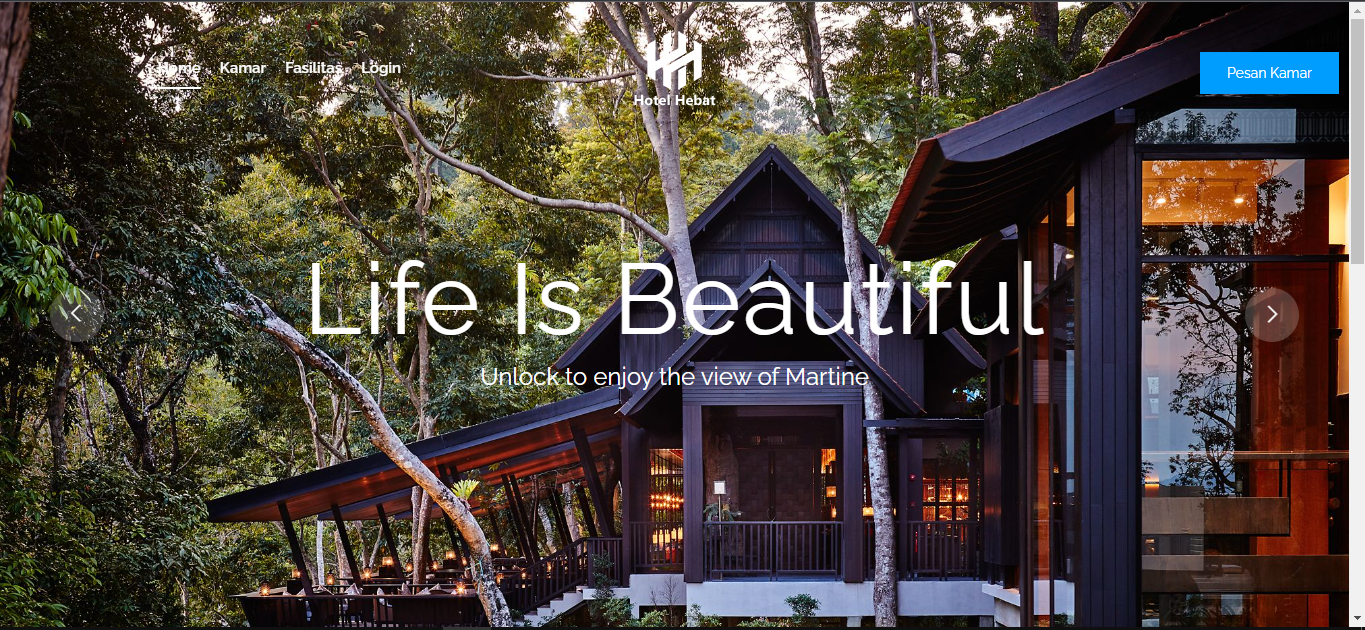 Home Kamar Fasilitas Login
Hotel Hebat
Pesan Kamar
Life Is Beautiful
Unlock to enjoy the view of Martine